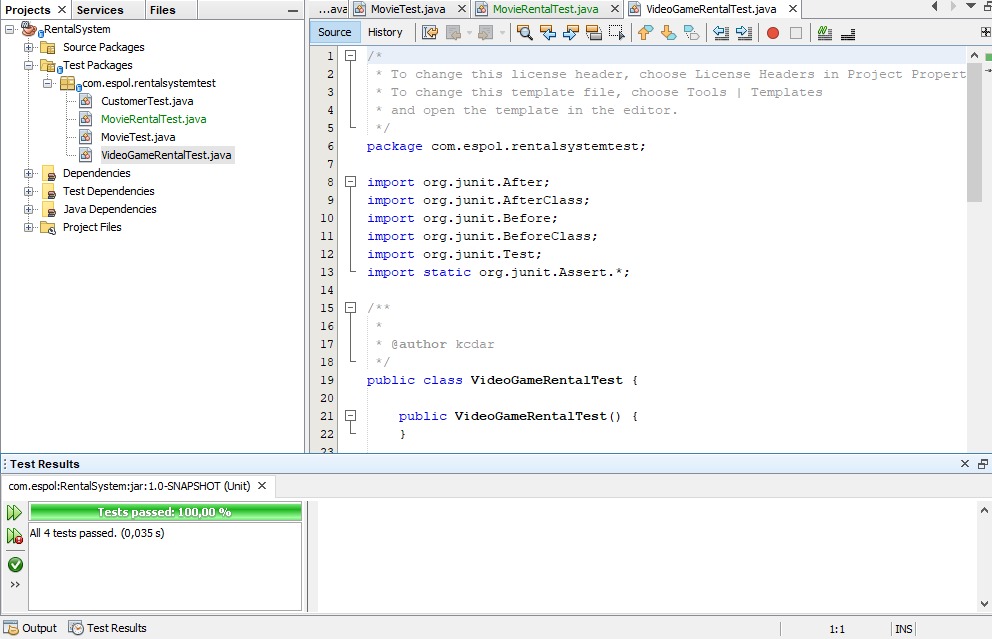 Projects Services Files
RentalSystem
Source Packages
Test Packages
com.espol.rentalsystemtest
CustomerTest.java
MovieRentalTest.java
MovieTest.java
VideoGameRentalTest.java
Dependencies
Test Dependencies
Java Dependencies
Project Files
...ava MovieTest.java MovieRentalTest.java VideoGameRentalTest.java
Source History
1 /*
2 * To change this license header, choose License Headers in Project Propert
3 * To change this template file, choose Tools | Templates
4 * and open the template in the editor.
5 */
6 package com.espol.rentalsystemtest;
7
8 import org.junit.After;
9 import org.junit.AfterClass;
10 import org.junit.Before;
11 import org.junit.BeforeClass;
12 import org.junit.Test;
13 import static org.junit.Assert.*;
14
15 /**
16 *
17 * @author kcdar
18 */
19 public class VideoGameRentalTest {
20
21 public VideoGameRentalTest() {
22 }
23
Test Results
com.espol:RentalSystem:jar:1.0-SNAPSHOT (Unit)
Tests passed: 100,00 %
All 4 tests passed. (0,035 s)
Output Test Results 1:1 INS